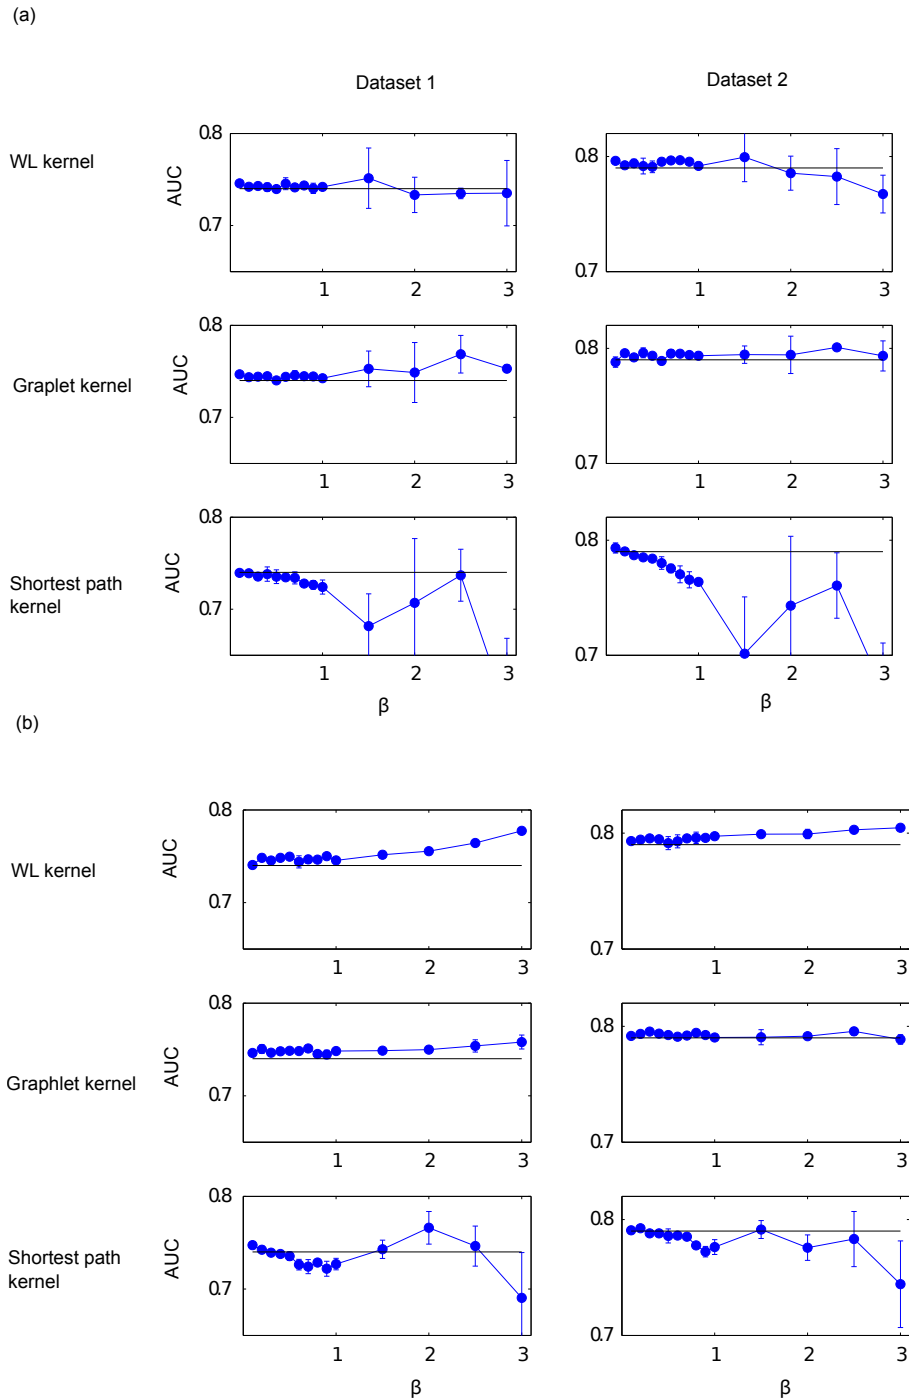 (a)
Dataset 1 Dataset 2
WL kernel
AUC
0.8
0.7
1 2 3
0.8
0.7
1 2 3
Graplet kernel
AUC
0.8
0.7
1 2 3
0.8
0.7
1 2 3
Shortest path
kernel
AUC
0.8
0.7
1 2 3
β
0.8
0.7
1 2 3
β
(b)
WL kernel
AUC
0.8
0.7
1 2 3
0.8
0.7
1 2 3
Graphlet kernel
AUC
0.8
0.7
1 2 3
0.8
0.7
1 2 3
Shortest path
kernel
AUC
0.8
0.7
1 2 3
β
0.8
0.7
1 2 3
β